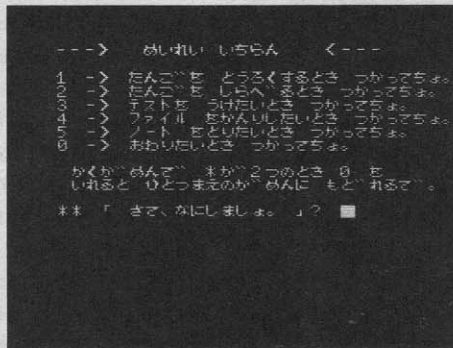 ---> めいれい いちらん <---
1 -> たんご゛を とうろくするとき つかってちょ。
2 -> たんご゛を しらべ゛るとき つかってちょ。
3 -> テストを うけたいとき つかってちょ。
4 -> ファイル をかんりしたいとき つかってちょ。
5 -> ノート をとりたいとき つかってちょ。
0 -> おわりたいとき つかってちょ。
かくか゛めんで゛ *か゛2つのとき 0 を
いれると ひとつまえのか゛めんに もど゛れるで゛。
** 「 さて、なにしましょ。 」?